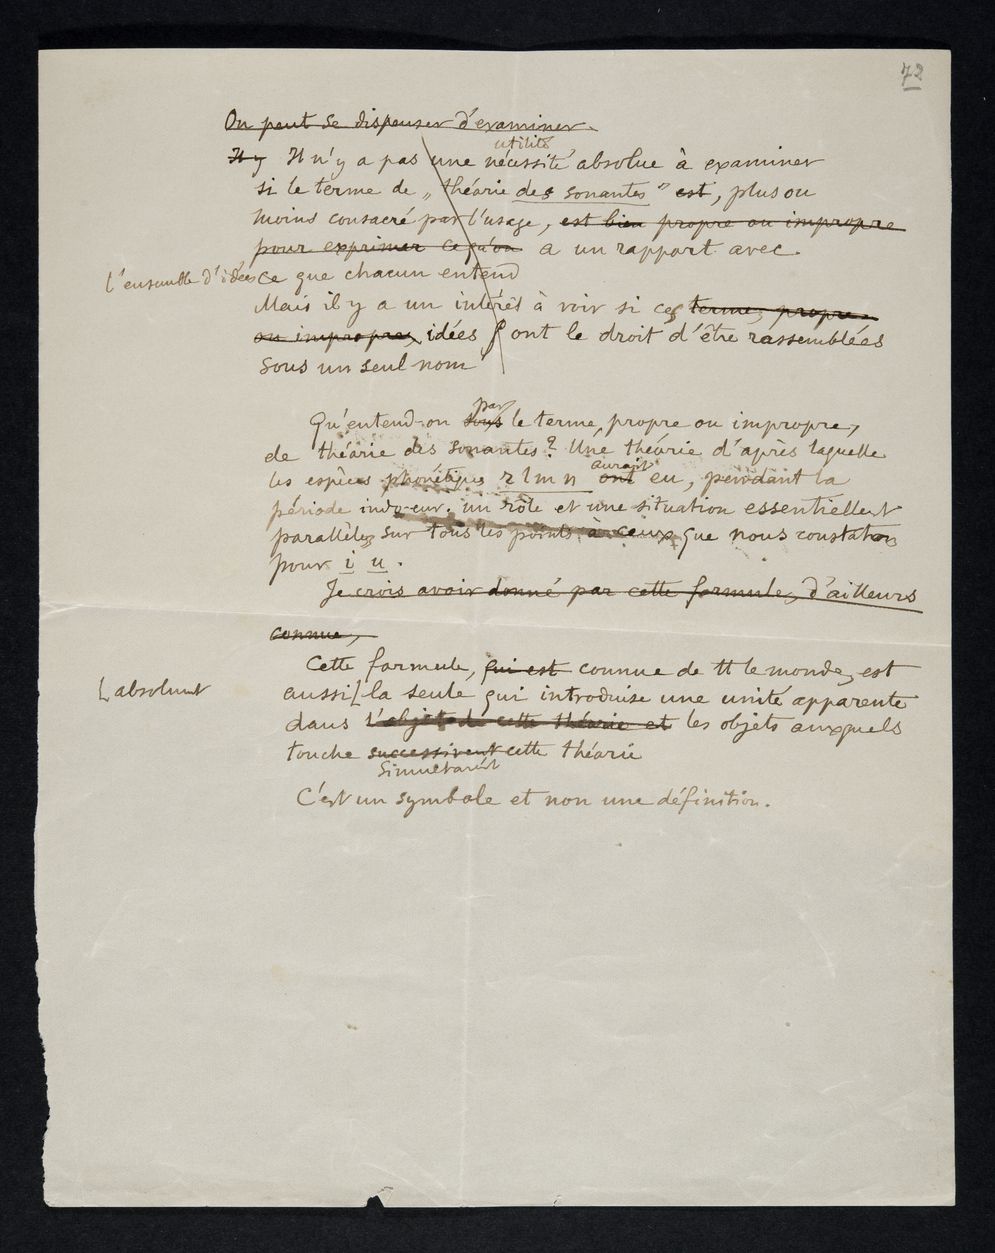 72
On peut se dispenser d'examiner
Il y Il n'y a pas une nécessité absolue à examiner
utilité
si le terme de „ théorie des sonantes " est, plus ou
moins consacré par l'usage, est bien propre ou impropre
pour exprimer ce qu'on a un rapport avec
l'ensemble d'idées ce que chacun entend
Mais il y a un intérêt à voir si ces termes, propres
ou impropres, idées ont le droit d'être rassemblées
sous un seul nom
par
Qu'entend-on sous le terme, propre ou impropre,
de théorie des sonantes ? Une théorie d'après laquelle
aurait
les espèces phonétiques r l m n ont eu, pendant la
période indo-eur. un rôle et une situation essentiellent
parallèles sur tous les points à ceux que nous constatons
pour i u .
Je crois avoir donné par cette formule, d'ailleurs
connue,
Cette formule, qui est connue de tt le monde, est
absolument
aussi [ la seule qui introduise une unité apparente
dans l'objet de cette théorie et les objets auxquels
touche successivent cette théorie
simultanént
C'est un symbole et non une définition.